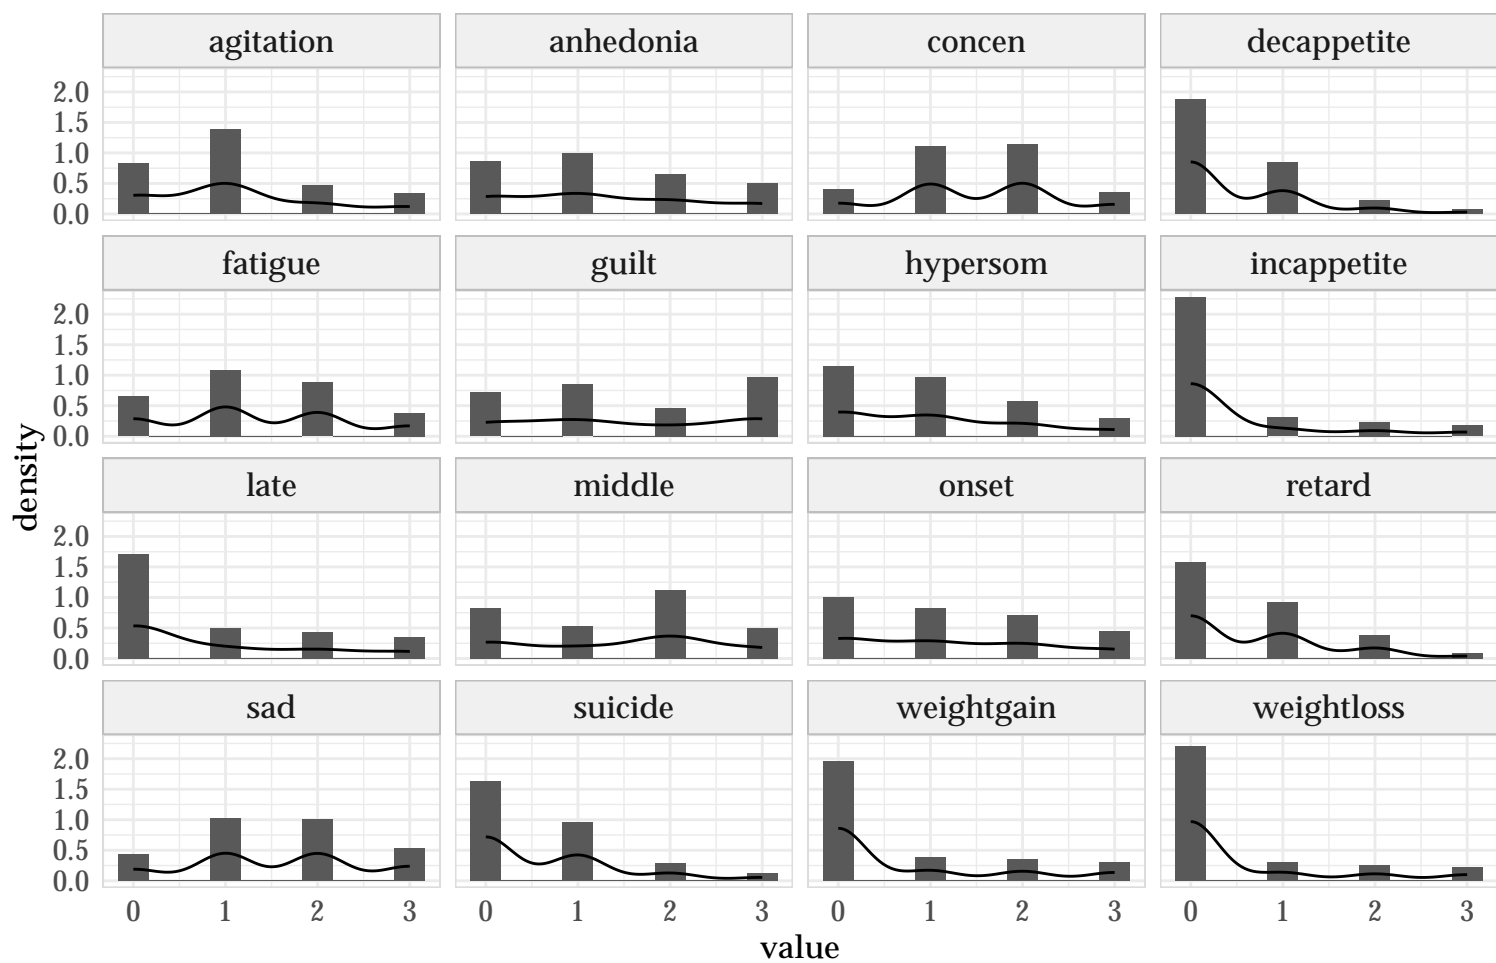 agitation anhedonia concen decappetite
2.0
1.5
1.0
0.5
0.0
fatigue guilt hypersom incappetite
2.0
1.5
1.0
0.5
0.0
density
late middle onset retard
2.0
1.5
1.0
0.5
0.0
sad suicide weightgain weightloss
2.0
1.5
1.0
0.5
0.0
0 1 2 3 0 1 2 3 0 1 2 3 0 1 2 3
value